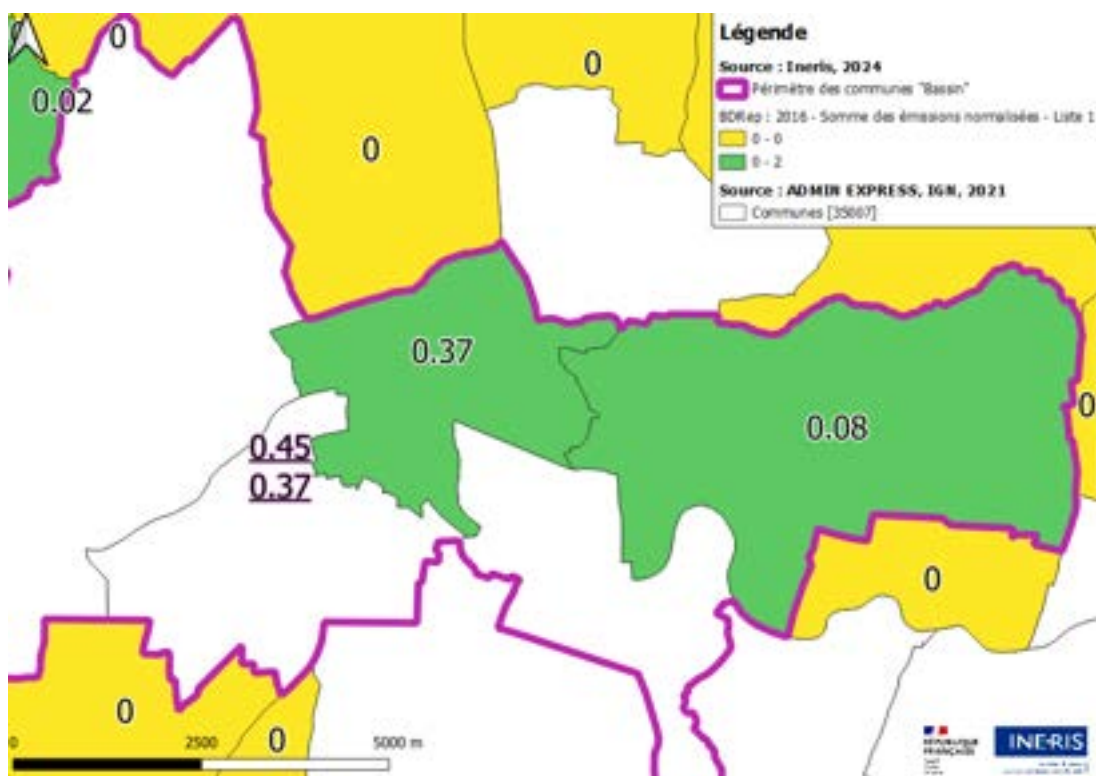 Légende
Source : Ineris, 2024
Périmètre des communes "Bassin"
BDRep : 2016 - Somme des émissions normalisées - Liste 1
0 - 0
0 - 2
Source : ADMIN EXPRESS, IGN, 2021
Communes [35007]
0
0
0.02
0
0.37
0.08
0
0.45
0.37
0
0
0
0 2500 5000 m
RÉPUBLIQUE
FRANÇAISE
INERIS